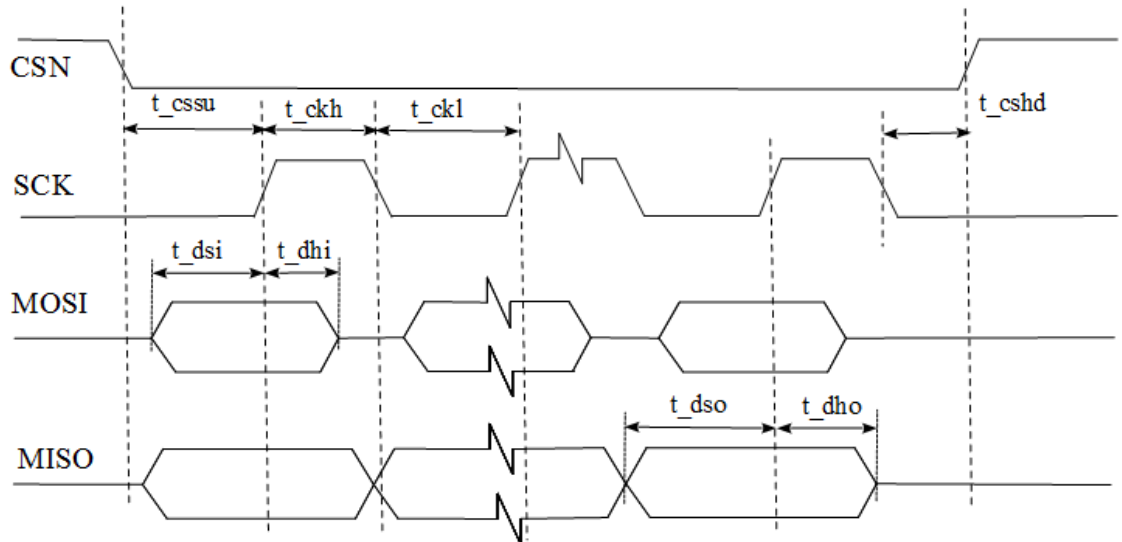 CSN
t_cssu t_ckh t_ckl t_cshd
SCK
t_dsi t_dhi
MOSI
t_dso t_dho
MISO